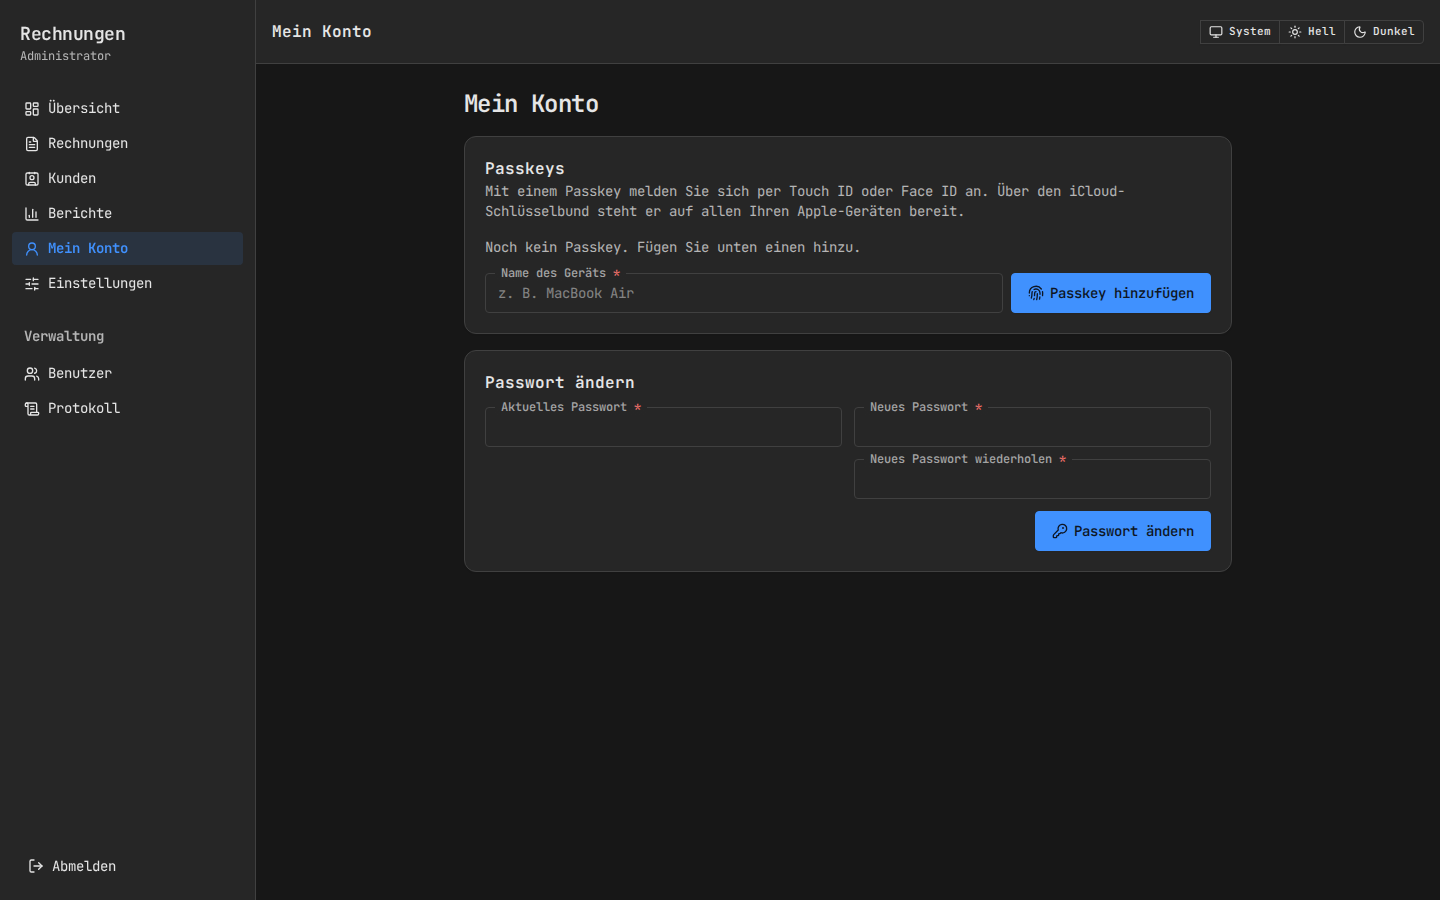 Rechnungen
Administrator
Übersicht
Rechnungen
Kunden
Berichte
Mein Konto
Einstellungen
Verwaltung
Benutzer
Protokoll
Abmelden
Mein Konto
System
Hell
Dunkel
Mein Konto
Passkeys
Mit einem Passkey melden Sie sich per Touch ID oder Face ID an. Über den iCloud-
Schlüsselbund steht er auf allen Ihren Apple-Geräten bereit.
Noch kein Passkey. Fügen Sie unten einen hinzu.
Name des Geräts *
z. B. MacBook Air
Passkey hinzufügen
Passwort ändern
Aktuelles Passwort *
Neues Passwort *
Neues Passwort wiederholen *
Passwort ändern